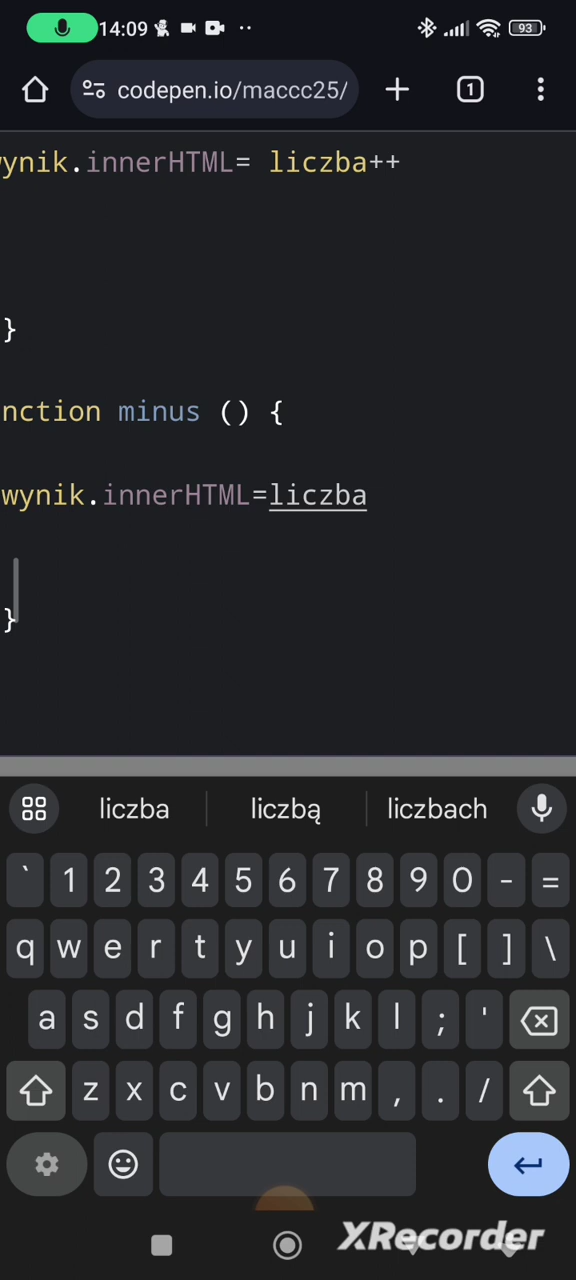 14:09
93
codepen.io/maccc25/
1
wynik.innerHTML= liczba++
}
nction minus () {
wynik.innerHTML=liczba
}
liczba liczbą liczbach
` 1 2 3 4 5 6 7 8 9 0 - =
q w e r t y u i o p [ ] \
a s d f g h j k l ; '
z x c v b n m , . /
XRecorder